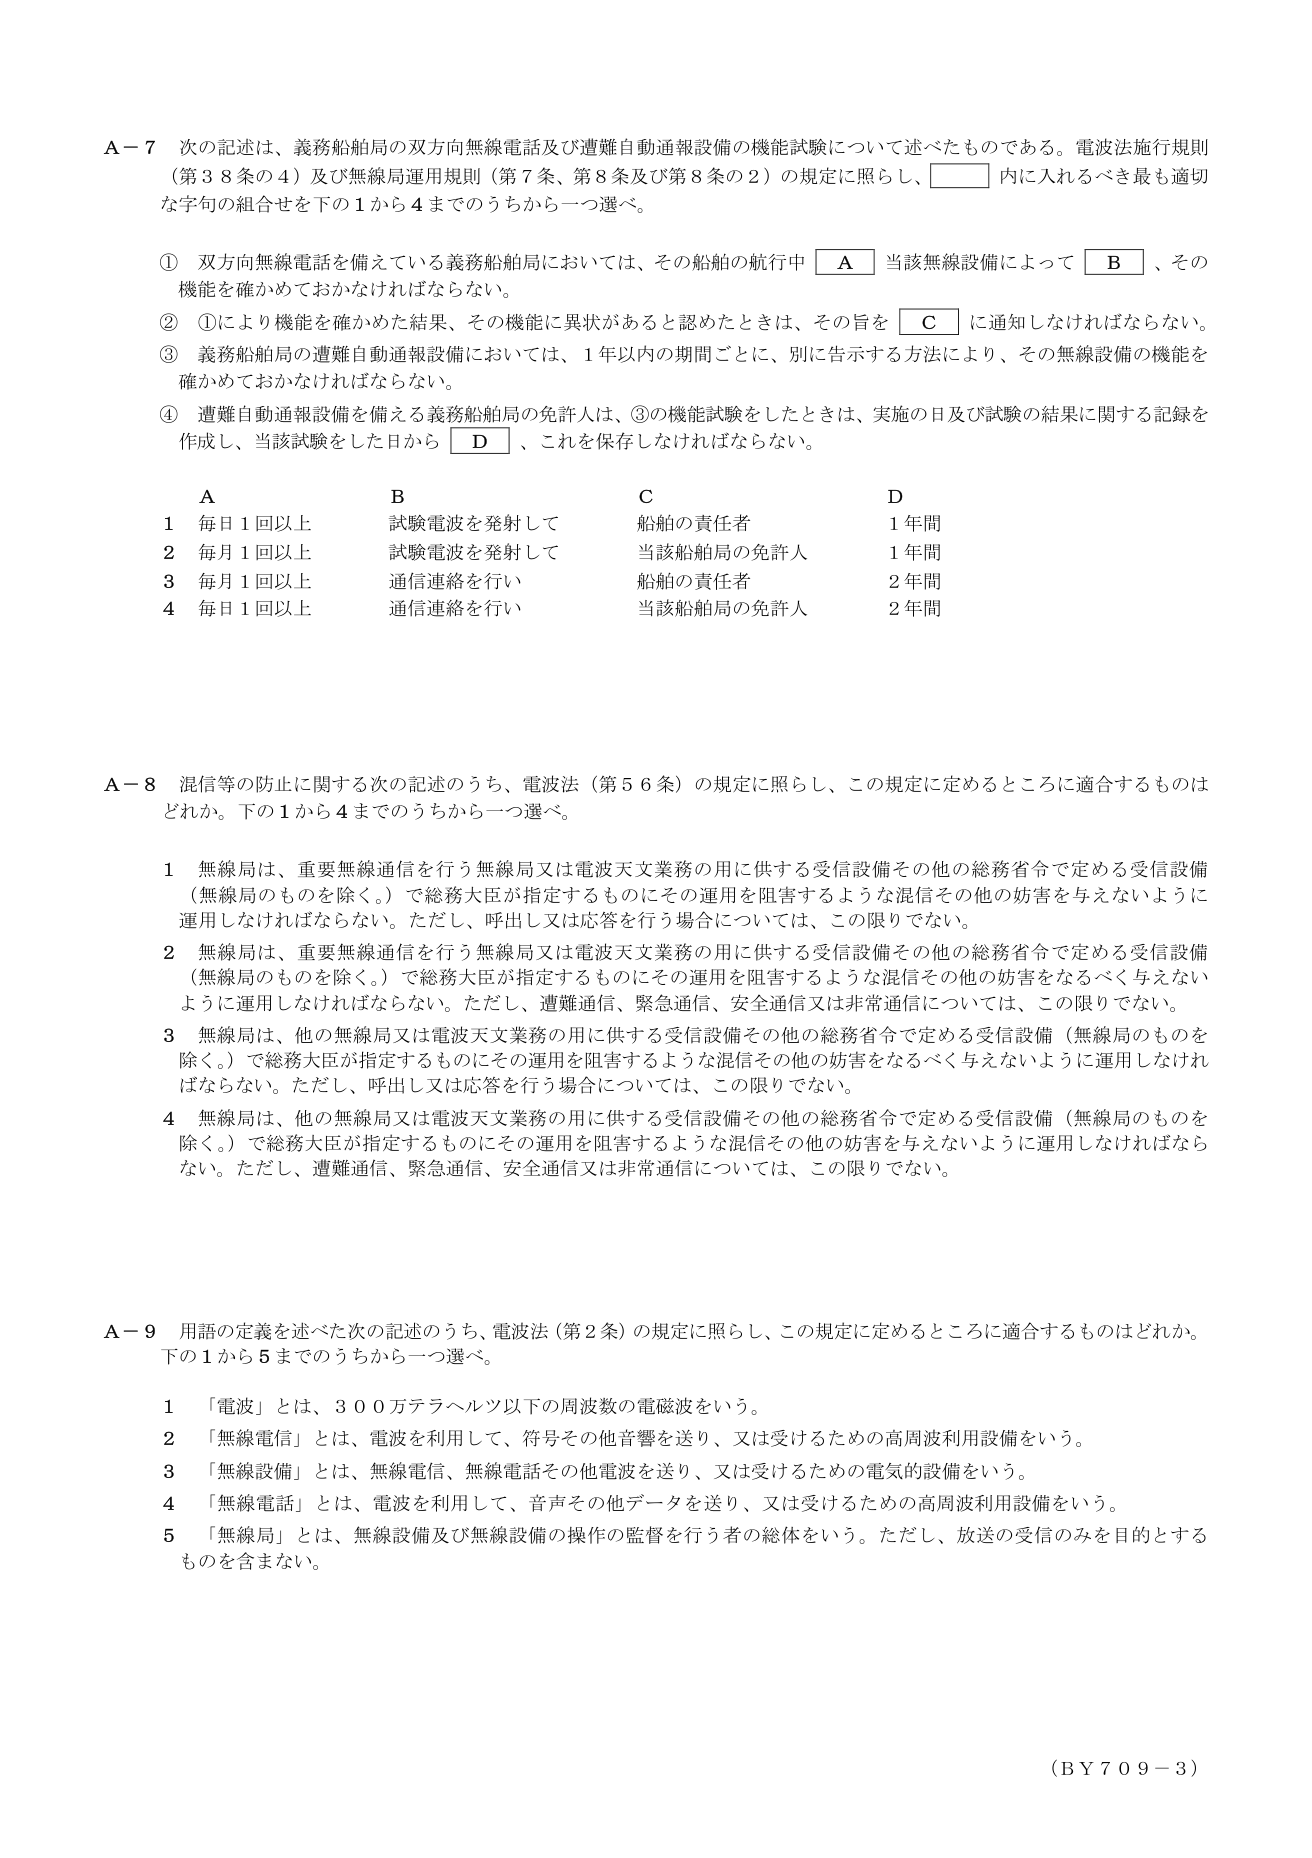 Ａ－７　次の記述は、義務船舶局の双方向無線電話及び遭難自動通報設備の機能試験について述べたものである。電波法施行規則
（第３８条の４）及び無線局運用規則（第７条、第８条及び第８条の２）の規定に照らし、　　　内に入れるべき最も適切
な字句の組合せを下の１から４までのうちから一つ選べ。
①　双方向無線電話を備えている義務船舶局においては、その船舶の航行中　A　当該無線設備によって　B　、その
機能を確かめておかなければならない。
②　①により機能を確かめた結果、その機能に異状があると認めたときは、その旨を　C　に通知しなければならない。
③　義務船舶局の遭難自動通報設備においては、１年以内の期間ごとに、別に告示する方法により、その無線設備の機能を
確かめておかなければならない。
④　遭難自動通報設備を備える義務船舶局の免許人は、③の機能試験をしたときは、実施の日及び試験の結果に関する記録を
作成し、当該試験をした日から　D　、これを保存しなければならない。
A　B　C　D
1　毎日１回以上　試験電波を発射して　船舶の責任者　１年間
2　毎月１回以上　試験電波を発射して　当該船舶局の免許人　１年間
3　毎月１回以上　通信連絡を行い　船舶の責任者　２年間
4　毎日１回以上　通信連絡を行い　当該船舶局の免許人　２年間
Ａ－８　混信等の防止に関する次の記述のうち、電波法（第５６条）の規定に照らし、この規定に定めるところに適合するものは
どれか。下の１から４までのうちから一つ選べ。
1　無線局は、重要無線通信を行う無線局又は電波天文業務の用に供する受信設備その他の総務省令で定める受信設備
（無線局のものを除く。）で総務大臣が指定するものにその運用を阻害するような混信その他の妨害を与えないように
運用しなければならない。ただし、呼出し又は応答を行う場合については、この限りでない。
2　無線局は、重要無線通信を行う無線局又は電波天文業務の用に供する受信設備その他の総務省令で定める受信設備
（無線局のものを除く。）で総務大臣が指定するものにその運用を阻害するような混信その他の妨害をなるべく与えない
ように運用しなければならない。ただし、遭難通信、緊急通信、安全通信又は非常通信については、この限りでない。
3　無線局は、他の無線局又は電波天文業務の用に供する受信設備その他の総務省令で定める受信設備（無線局のものを
除く。）で総務大臣が指定するものにその運用を阻害するような混信その他の妨害をなるべく与えないように運用しなけれ
ばならない。ただし、呼出し又は応答を行う場合については、この限りでない。
4　無線局は、他の無線局又は電波天文業務の用に供する受信設備その他の総務省令で定める受信設備（無線局のものを
除く。）で総務大臣が指定するものにその運用を阻害するような混信その他の妨害を与えないように運用しなければなら
ない。ただし、遭難通信、緊急通信、安全通信又は非常通信については、この限りでない。
Ａ－９　用語の定義を述べた次の記述のうち、電波法（第２条）の規定に照らし、この規定に定めるところに適合するものはどれか。
下の１から５までのうちから一つ選べ。
1　「電波」とは、３００万テラヘルツ以下の周波数の電磁波をいう。
2　「無線電信」とは、電波を利用して、符号その他音響を送り、又は受けるための高周波利用設備をいう。
3　「無線設備」とは、無線電信、無線電話その他電波を送り、又は受けるための電気的設備をいう。
4　「無線電話」とは、電波を利用して、音声その他データを送り、又は受けるための高周波利用設備をいう。
5　「無線局」とは、無線設備及び無線設備の操作の監督を行う者の総体をいう。ただし、放送の受信のみを目的とする
ものを含まない。
（ＢＹ７０９－３）